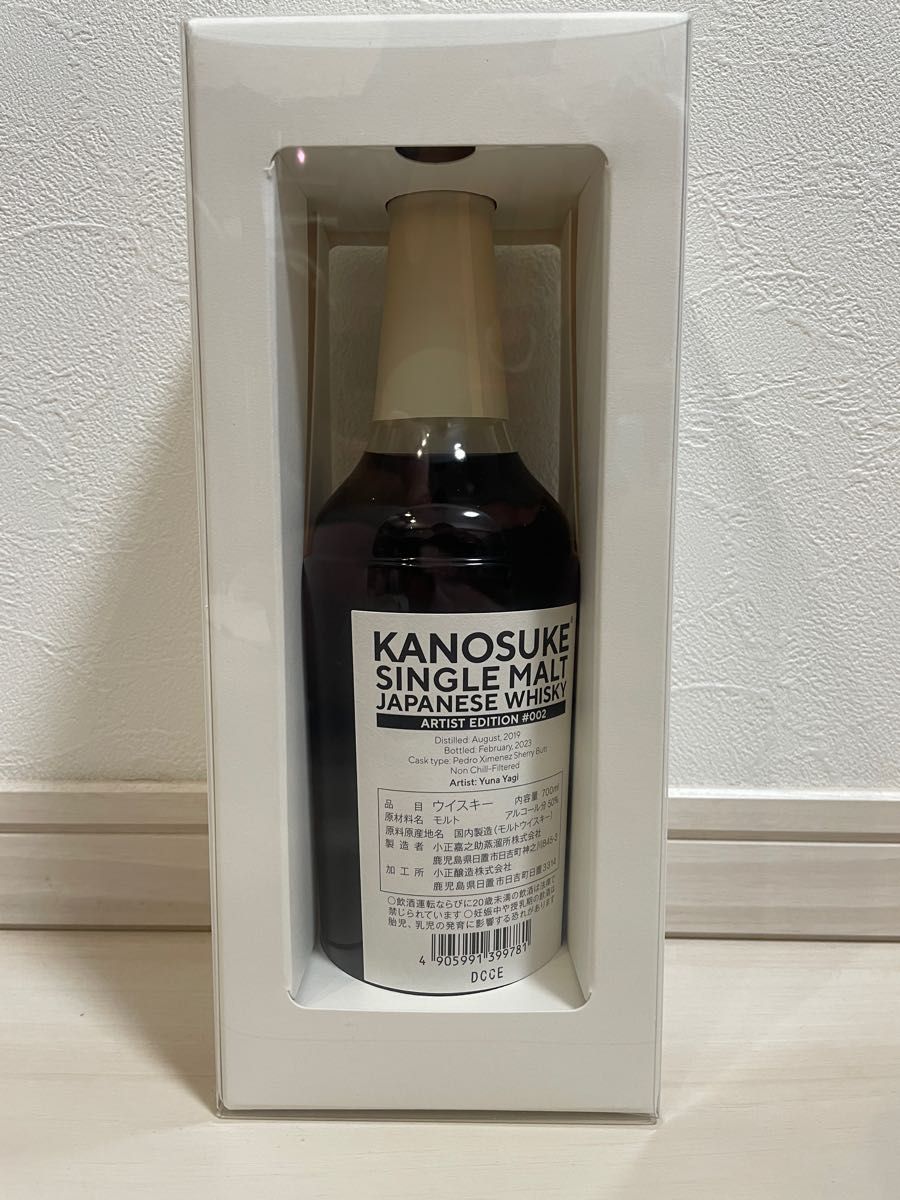 KANOSUKE
SINGLE MALT
JAPANESE WHISKY
ARTIST EDITION #002
Distilled: August, 2019
Bottled: February, 2023
Cask type: Pedro Ximenez Sherry Butt
Non Chill-Filtered
Artist: Yuna Yagi
品目 ウイスキー 内容量 700ml
原材料名 モルト アルコール分 50%
原料原産地名 国内製造(モルトウイスキー)
製造者 小正嘉之助蒸溜所株式会社
鹿児島県日置市日吉町神之川845-3
加工所 小正醸造株式会社
鹿児島県日置市日吉町日置3314
○飲酒運転ならびに20歳未満の飲酒は法律で
禁じられています ○妊娠中や授乳期の飲酒は
胎児、乳児の発育に影響する恐れがあります
4 905991 399781
DCCE